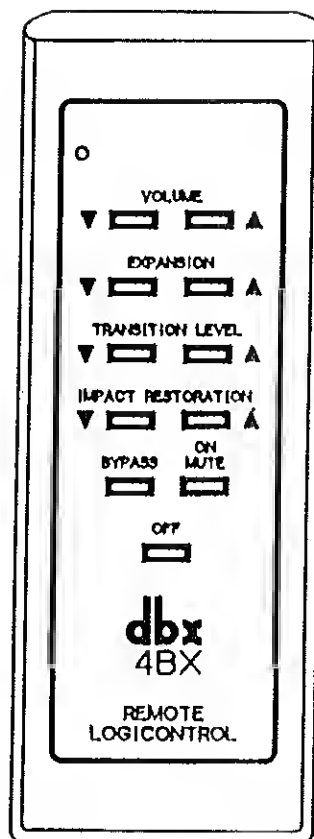 VOLUME
EXPANSION
TRANSITION LEVEL
IMPACT RESTORATION
BYPASS
ON
MUTE
OFF
dbx
4BX
REMOTE
LOGICONTROL